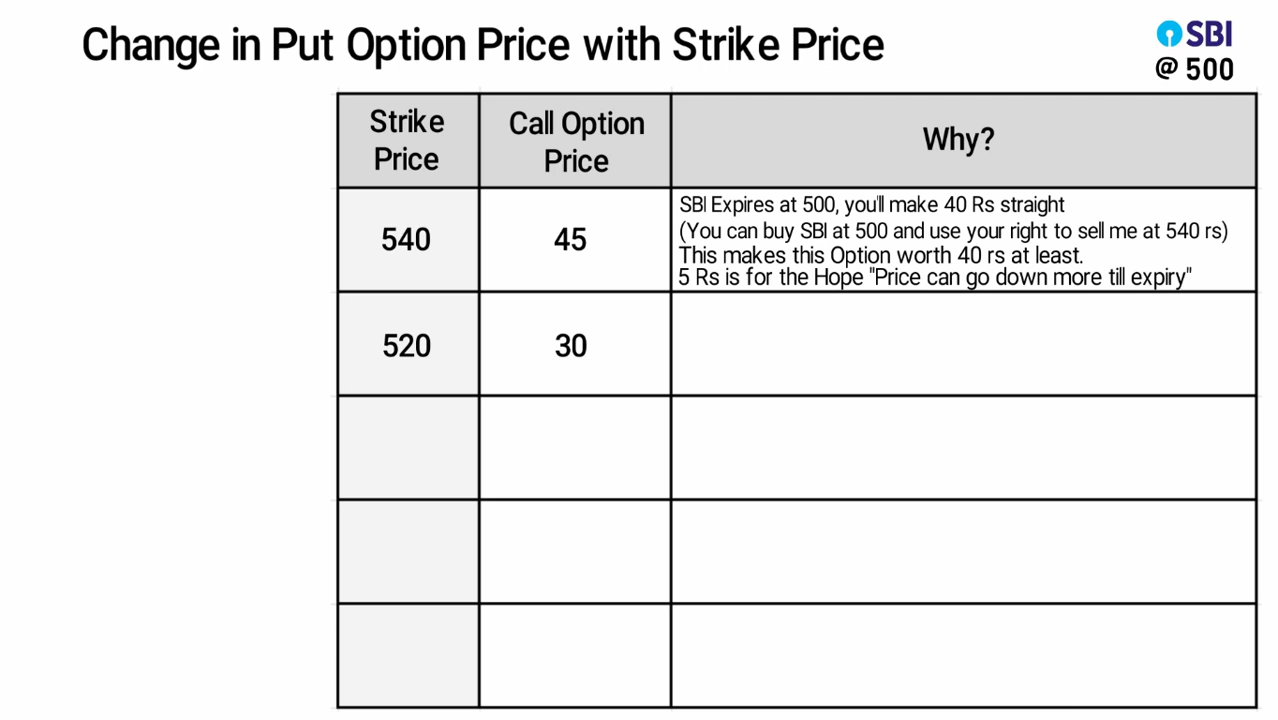 Change in Put Option Price with Strike Price
SBI
@ 500
Strike
Price
Call Option
Price
Why?
540
45
SBI Expires at 500, you'll make 40 Rs straight
(You can buy SBI at 500 and use your right to sell me at 540 rs)
This makes this Option worth 40 rs at least.
5 Rs is for the Hope "Price can go down more till expiry"
520
30